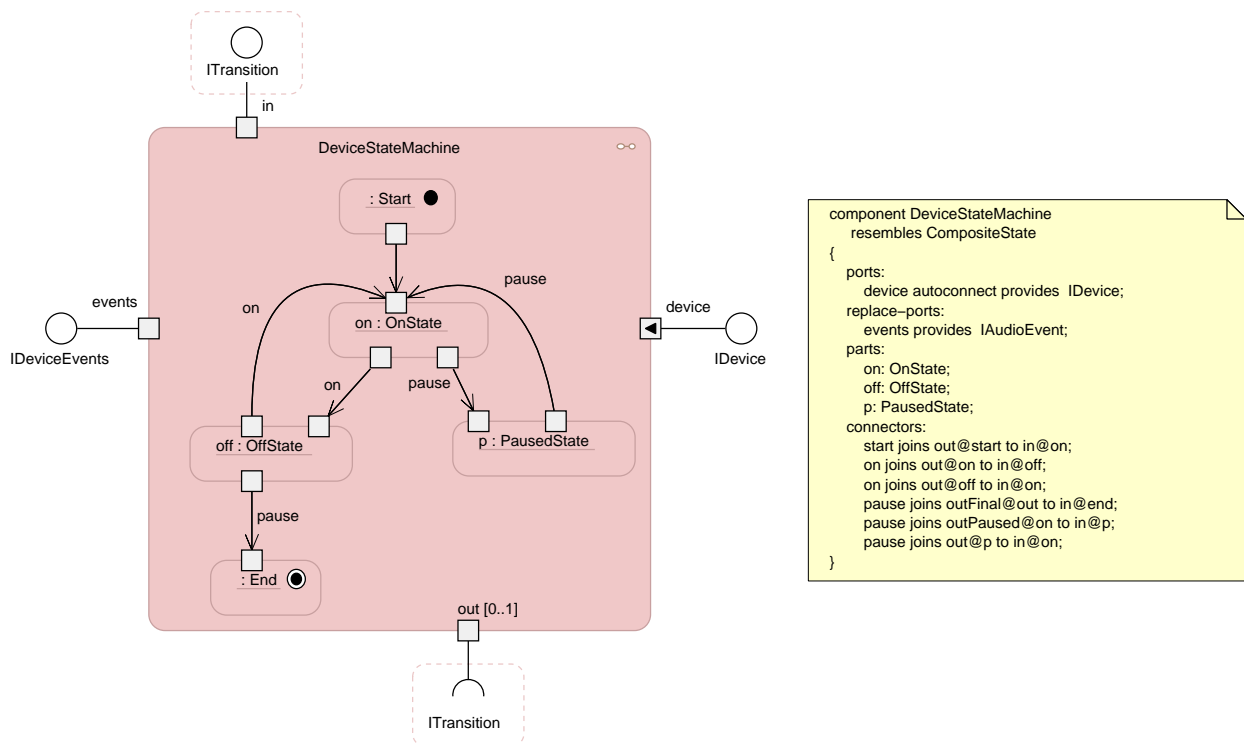 ITransition
in
DeviceStateMachine
: Start
events
on
pause
device
on : OnState
IDeviceEvents
IDevice
on
pause
off : OffState
p : PausedState
pause
: End
out [0..1]
ITransition
component DeviceStateMachine
resembles CompositeState
{
ports:
device autoconnect provides IDevice;
replace–ports:
events provides IAudioEvent;
parts:
on: OnState;
off: OffState;
p: PausedState;
connectors:
start joins out@start to in@on;
on joins out@on to in@off;
on joins out@off to in@on;
pause joins outFinal@out to in@end;
pause joins outPaused@on to in@p;
pause joins out@p to in@on;
}